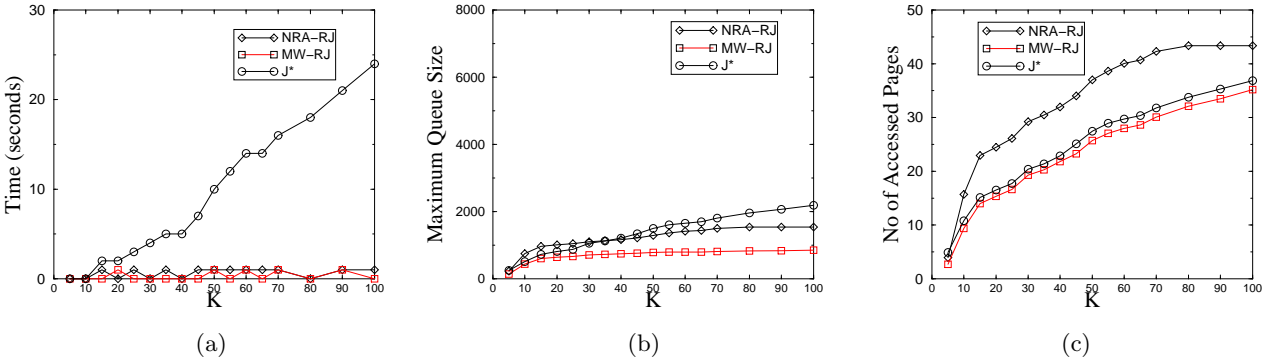 30
20
10
0
Time (seconds)
0 10 20 30 40 50 60 70 80 90 100
K
NRA-RJ
MW-RJ
J*
(a)
8000
6000
4000
2000
0
Maximum Queue Size
0 10 20 30 40 50 60 70 80 90 100
K
NRA-RJ
MW-RJ
J*
(b)
50
40
30
20
10
0
No of Accessed Pages
0 10 20 30 40 50 60 70 80 90 100
K
NRA-RJ
MW-RJ
J*
(c)